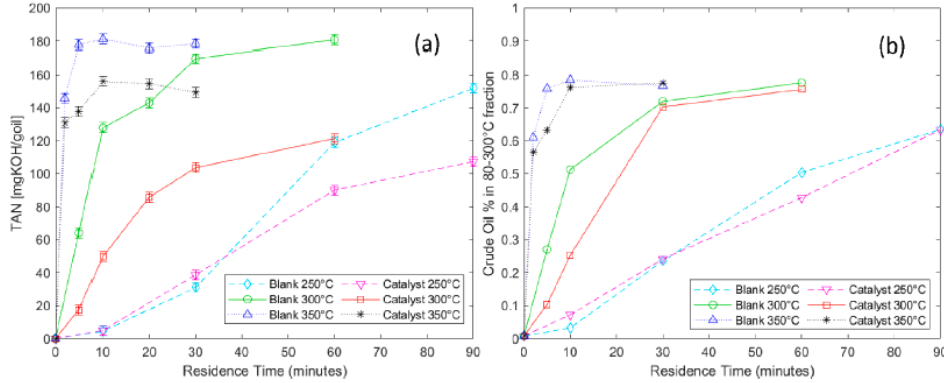 (a)
TAN [mgKOH/goil]
200
180
160
140
120
100
80
60
40
20
0
0 10 20 30 40 50 60 70 80 90
Residence Time (minutes)
Blank 250°C Catalyst 250°C
Blank 300°C Catalyst 300°C
Blank 350°C Catalyst 350°C
(b)
Crude Oil % in 80-300°C fraction
1
0.9
0.8
0.7
0.6
0.5
0.4
0.3
0.2
0.1
0
0 10 20 30 40 50 60 70 80 90
Residence Time (minutes)
Blank 250°C Catalyst 250°C
Blank 300°C Catalyst 300°C
Blank 350°C Catalyst 350°C